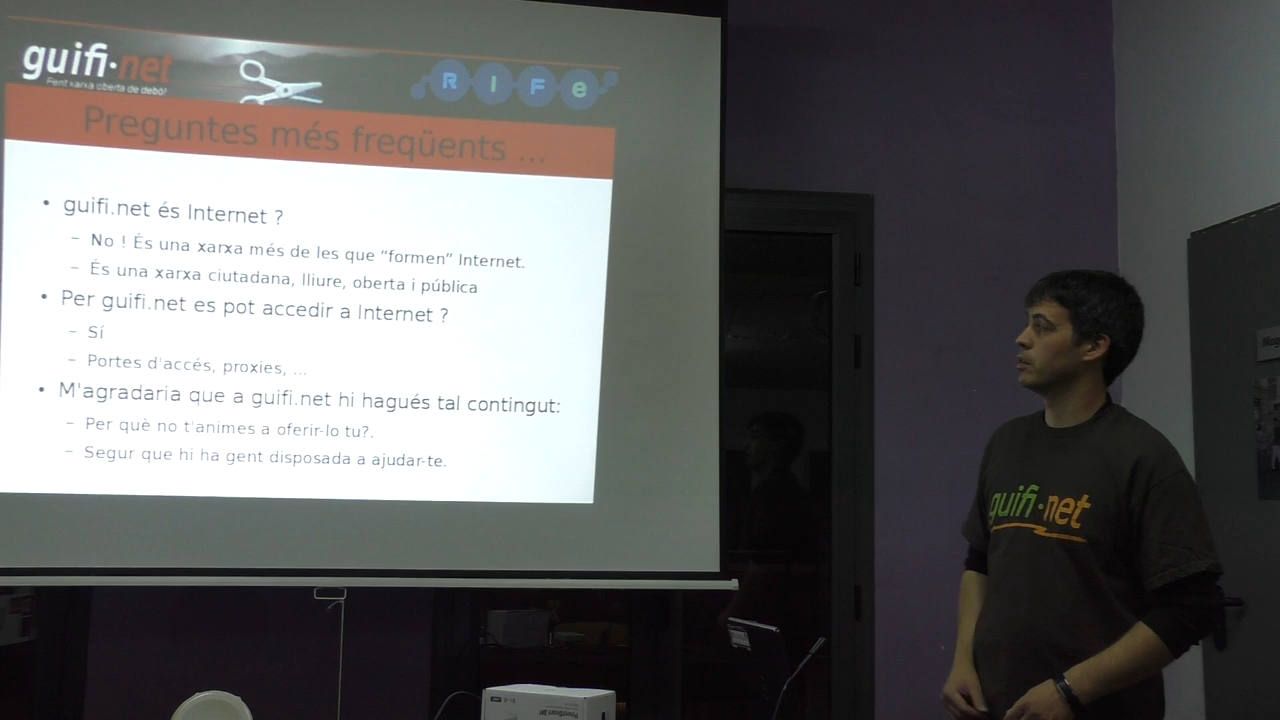 guifi·net
Fent xarxa oberta de debò!
R I F e
Preguntes més freqüents ...
• guifi.net és Internet ?
– No ! És una xarxa més de les que “formen” Internet.
– És una xarxa ciutadana, lliure, oberta i pública
• Per guifi.net es pot accedir a Internet ?
– Sí
– Portes d'accés, proxies, ...
• M'agradaria que a guifi.net hi hagués tal contingut:
– Per què no t'animes a oferir-lo tu?.
– Segur que hi ha gent disposada a ajudar-te.
guifi·net